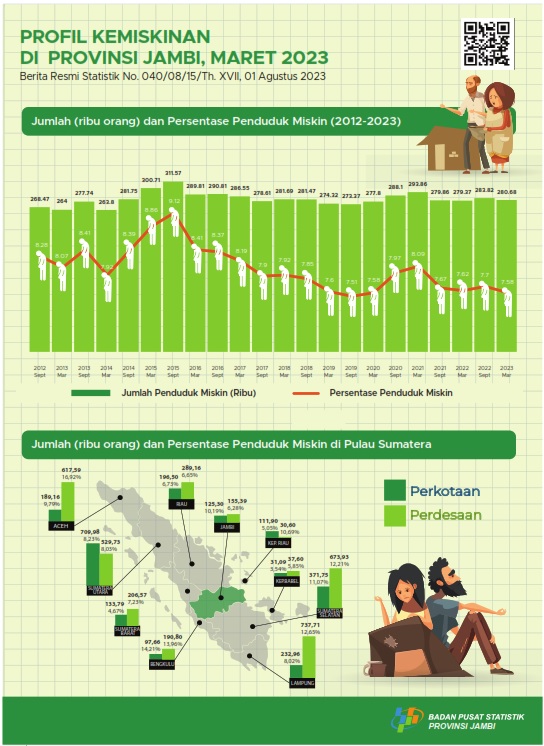 PROFIL KEMISKINAN
DI PROVINSI JAMBI, MARET 2023
Berita Resmi Statistik No. 040/08/15/Th. XVII, 01 Agustus 2023
Jumlah (ribu orang) dan Persentase Penduduk Miskin (2012-2023)
268.47 264 277.74 263.8 281.75 300.71 311.57 289.81 290.81 286.55 278.61 281.69 281.47 274.32 273.37 277.8 288.1 293.86 279.86 279.37 283.82 280.68
8.28 8.07 8.41 8.39 8.86 9.12 8.41 8.37 8.19 7.9 7.92 7.85 7.6 7.51 7.58 7.97 8.09 7.67 7.62 7.7 7.58
2012 2013 2013 2014 2014 2015 2015 2016 2016 2017 2017 2018 2018 2019 2019 2020 2020 2021 2021 2022 2022 2023
Sept Mar Sept Mar Sept Mar Sept Mar Sept Mar Sept Mar Sept Mar Sept Mar Sept Mar Sept Mar Sept Mar
Jumlah Penduduk Miskin (Ribu) Persentase Penduduk Miskin
Jumlah (ribu orang) dan Persentase Penduduk Miskin di Pulau Sumatera
Perkotaan
Perdesaan
617,59
16,92%
189,16
9,79%
ACEH
289,16
6,65%
196,50
6,73%
RIAU
125,30
10,19%
155,39
6,28%
JAMBI
111,90
5,05%
30,60
10,69%
KEP. RIAU
709,98
8,23%
529,73
8,03%
SUMATERA
UTARA
31,09
3,54%
37,60
5,85%
KEP.BABEL
673,93
12,21%
371,75
11,07%
SUMATERA
SELATAN
206,57
7,23%
133,79
4,67%
SUMATERA
BARAT
97,66
14,21%
190,80
13,96%
BENGKULU
737,71
12,65%
232,96
8,02%
LAMPUNG
BADAN PUSAT STATISTIK
PROVINSI JAMBI